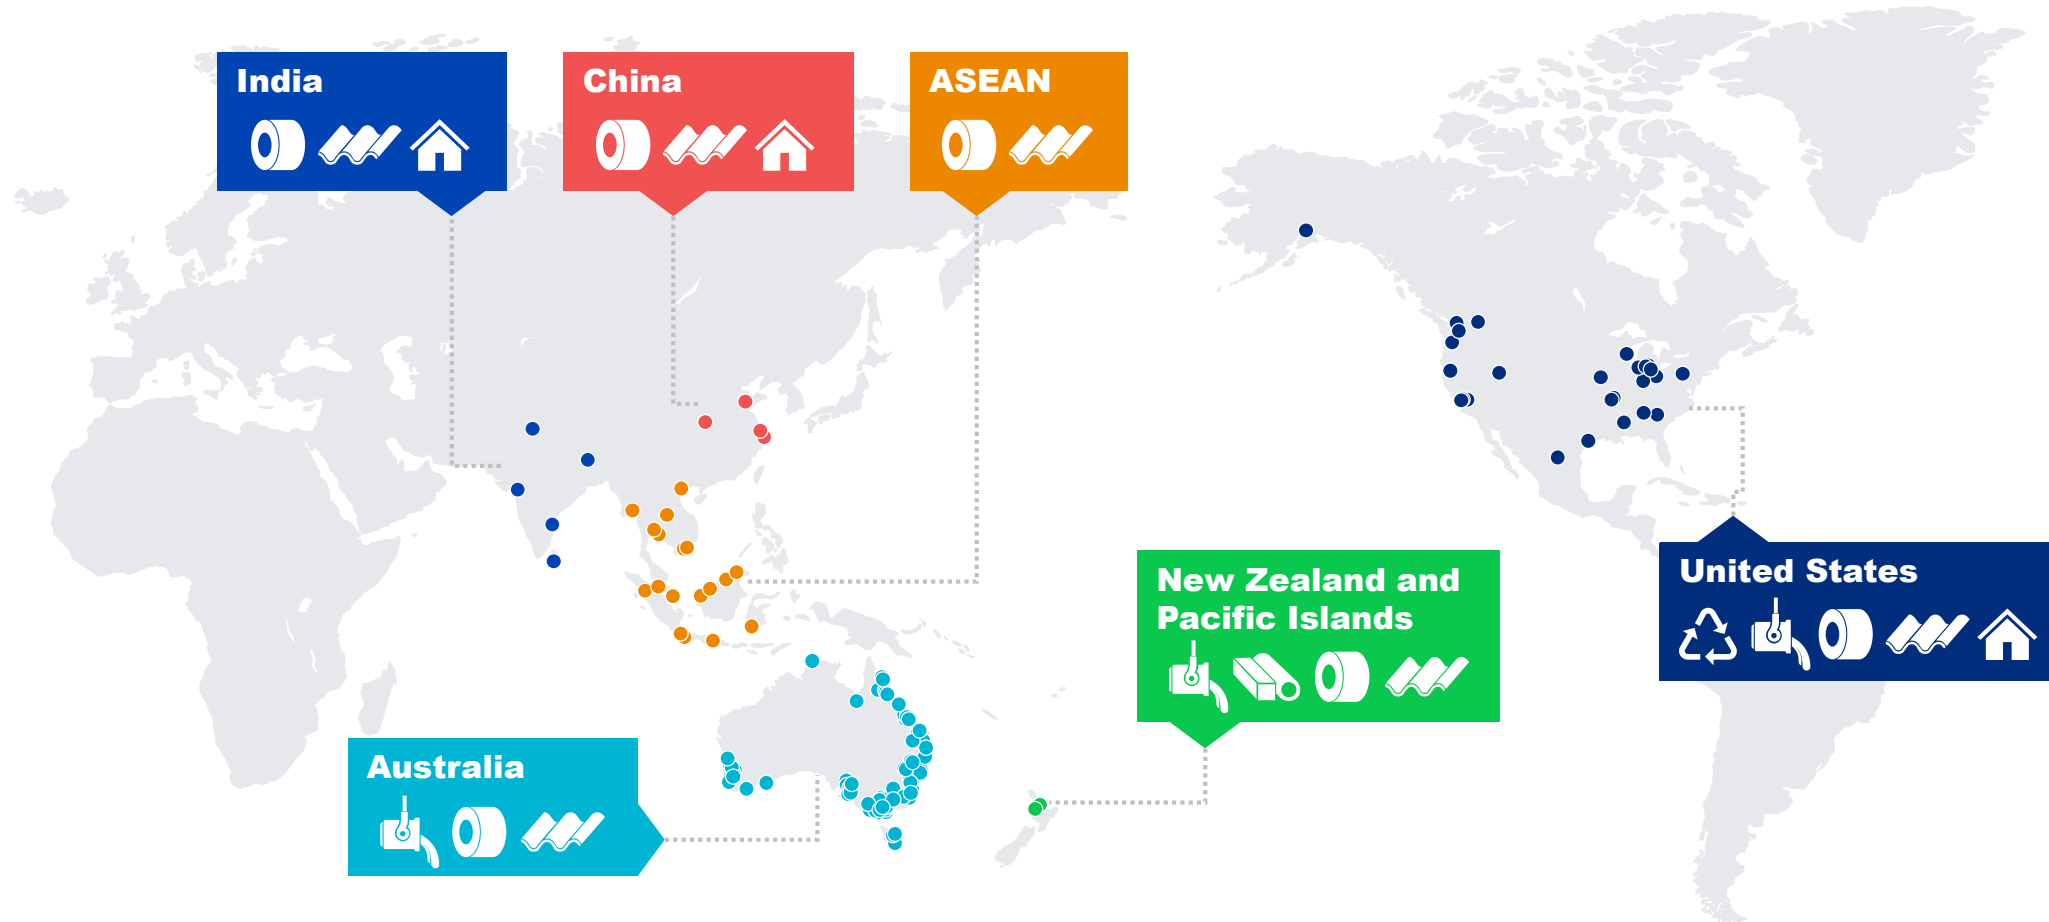 India
China
ASEAN
New Zealand and
Pacific Islands
United States
Australia